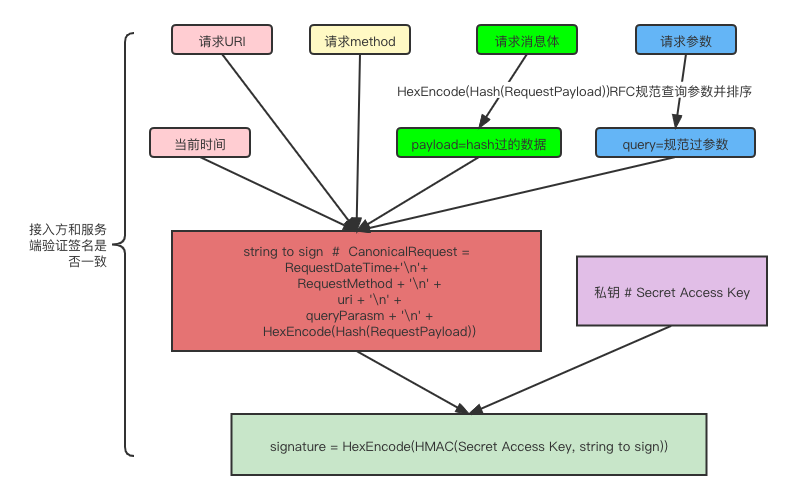 请求URI
请求method
请求消息体
请求参数
HexEncode(Hash(RequestPayload))
RFC规范查询参数并排序
当前时间
payload=hash过的数据
query=规范过参数
接入方和服务
端验证签名是
否一致
string to sign # CanonicalRequest =
RequestDateTime+'\n'+
RequestMethod + '\n' +
uri + '\n' +
queryParasm + '\n' +
HexEncode(Hash(RequestPayload))
私钥 # Secret Access Key
signature = HexEncode(HMAC(Secret Access Key, string to sign))